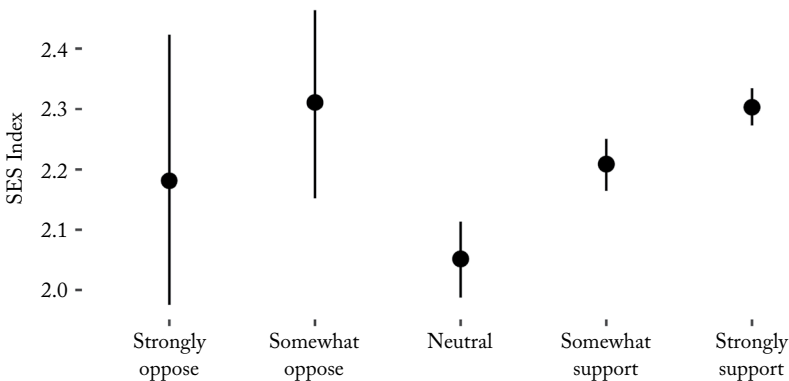 SES Index
2.4
2.3
2.2
2.1
2.0
Strongly
oppose
Somewhat
oppose
Neutral
Somewhat
support
Strongly
support